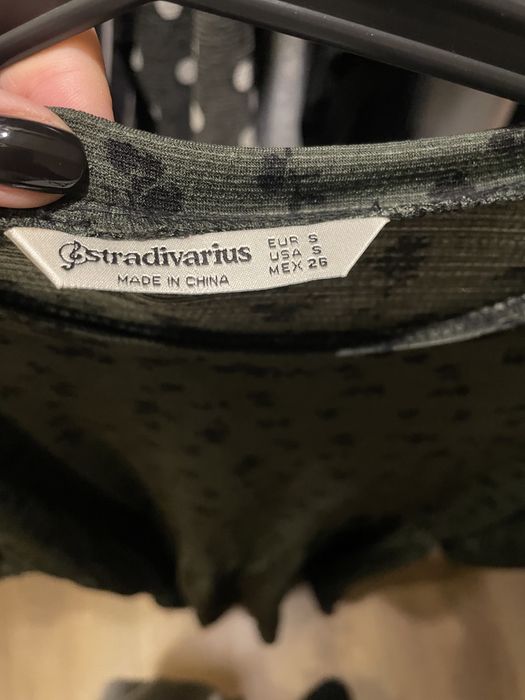 stradivarius
MADE IN CHINA
EUR S
USA S
MEX 26